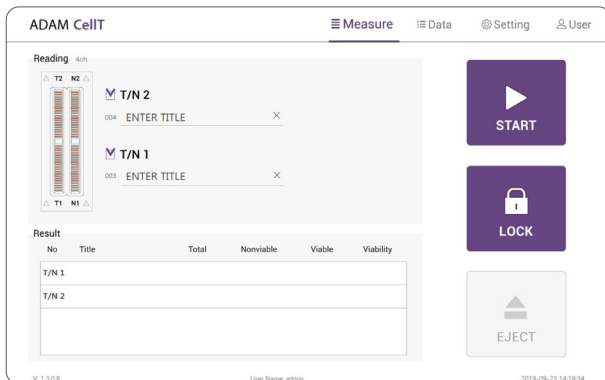 ADAM CellT Measure Data Setting User
Reading 4ch
T2 N2
T/N 2
004 ENTER TITLE
T/N 1
003 ENTER TITLE
T1 N1
START
LOCK
EJECT
Result
No Title Total Nonviable Viable Viability
T/N 1
T/N 2
V. 1.3.0.8 User Name: admin 2019-09-23 14:18:34